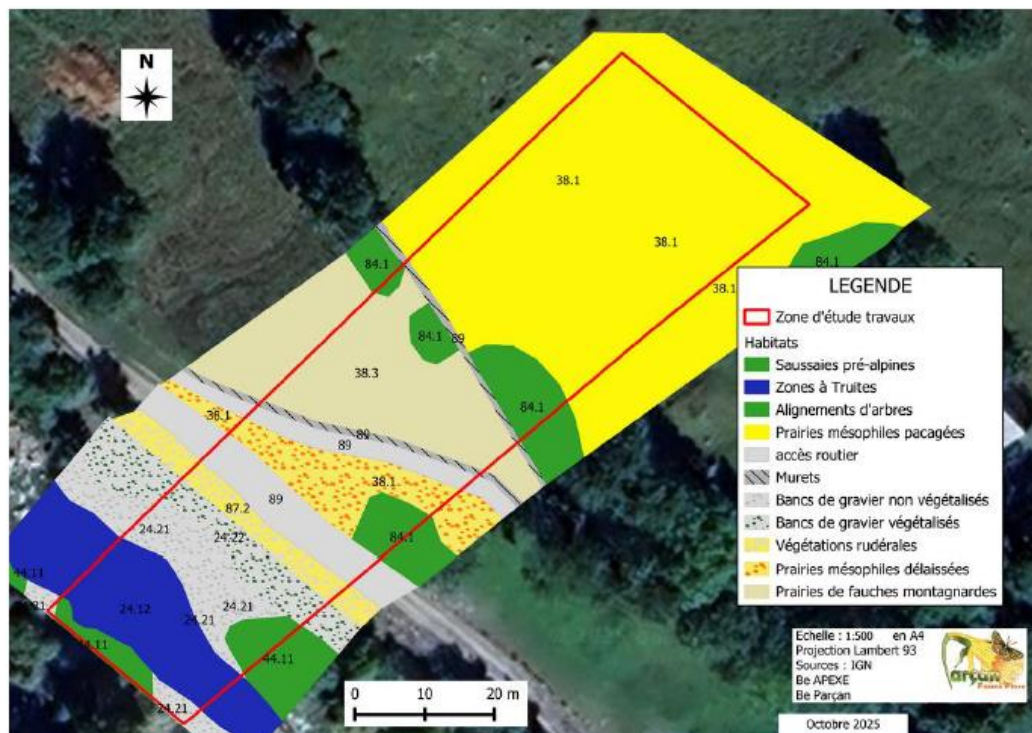 N
38.1
38.1
84.1
84.1
38.1
84.1
89
38.3
84.1
38.1
89
89
38.1
87.2
89
24.21
24.22
84.1
44.11
24.21
24.12
24.21
24.21
44.11
44.11
24.21
LEGENDE
Zone d'étude travaux
Habitats
Saussaies pré-alpines
Zones à Truites
Alignements d'arbres
Prairies mésophiles pacagées
accès routier
Murets
Bancs de gravier non végétalisés
Bancs de gravier végétalisés
Végétations rudérales
Prairies mésophiles délaissées
Prairies de fauches montagnardes
0 10 20 m
Echelle : 1:500 en A4
Projection Lambert 93
Sources : IGN
Be APEXE
Be Parçan
Parçan
Faune Flore
Octobre 2025